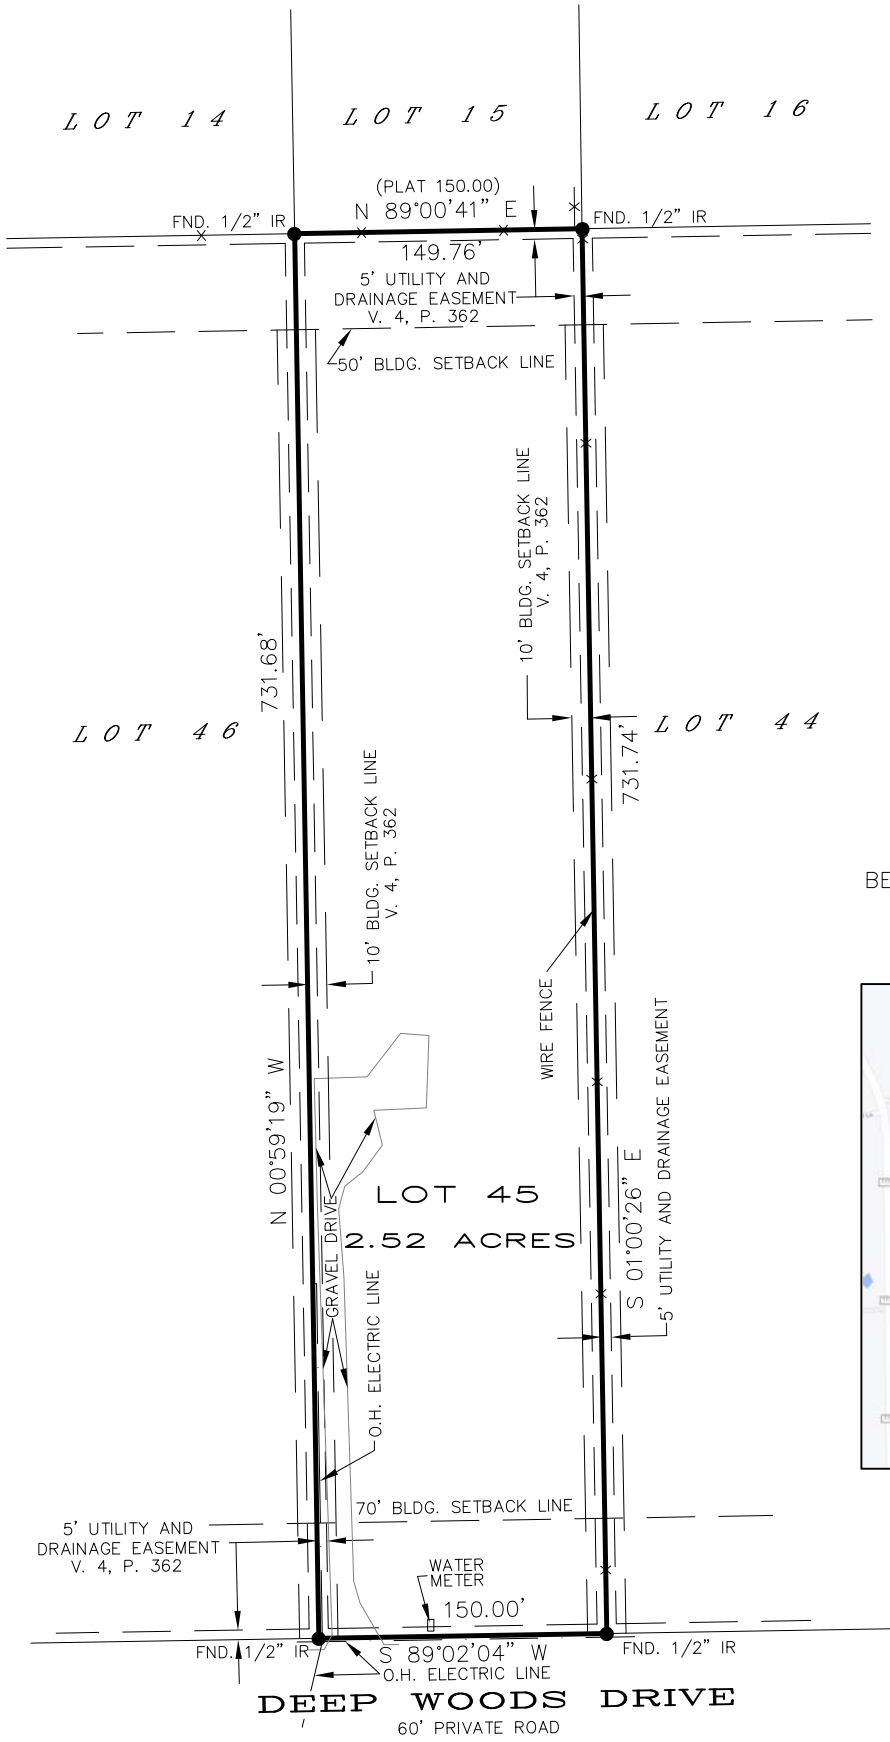 LOT 14
LOT 15
LOT 16
(PLAT 150.00)
N 89°00'41" E
FND. 1/2" IR
FND. 1/2" IR
149.76'
5' UTILITY AND
DRAINAGE EASEMENT
V. 4, P. 362
50' BLDG. SETBACK LINE
10' BLDG. SETBACK LINE
V. 4, P. 362
731.68'
LOT 46
LOT 44
731.74'
10' BLDG. SETBACK LINE
V. 4, P. 362
BE
WIRE FENCE
N 00°59'19" W
S 01°00'26" E
5' UTILITY AND DRAINAGE EASEMENT
LOT 45
2.52 ACRES
GRAVEL DRIVE
O.H. ELECTRIC LINE
70' BLDG. SETBACK LINE
5' UTILITY AND
DRAINAGE EASEMENT
V. 4, P. 362
WATER
METER
150.00'
FND. 1/2" IR
S 89°02'04" W
FND. 1/2" IR
O.H. ELECTRIC LINE
DEEP WOODS DRIVE
60' PRIVATE ROAD